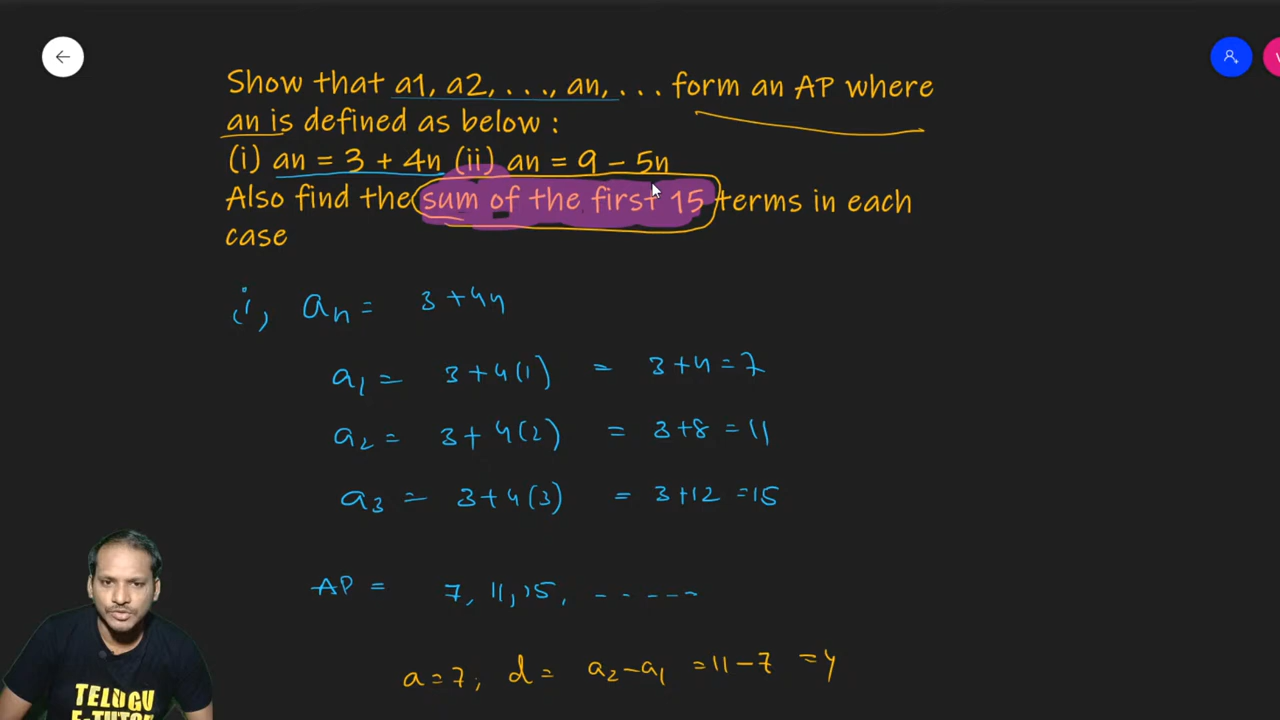 Show that a1, a2, . . ., an, . . . form an AP where
an is defined as below :
(i) an = 3 + 4n (ii) an = 9 – 5n
Also find the sum of the first 15 terms in each
case
i, an = 3+4n
a1 = 3+4(1) = 3+4=7
a2 = 3+4(2) = 3+8 =11
a3 = 3+4(3) = 3+12 =15
AP = 7, 11, 15, - - - - -
a=7, d= a2-a1 =11-7 =4
TELUGU
E-TUTOR